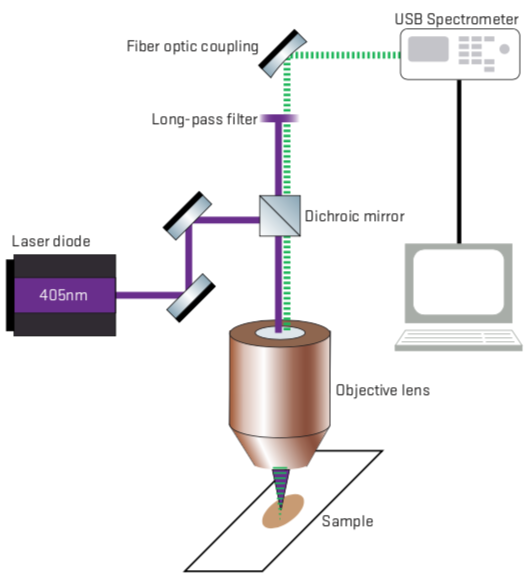 USB Spectrometer
Fiber optic coupling
Long-pass filter
Dichroic mirror
Laser diode
405nm
Objective lens
Sample